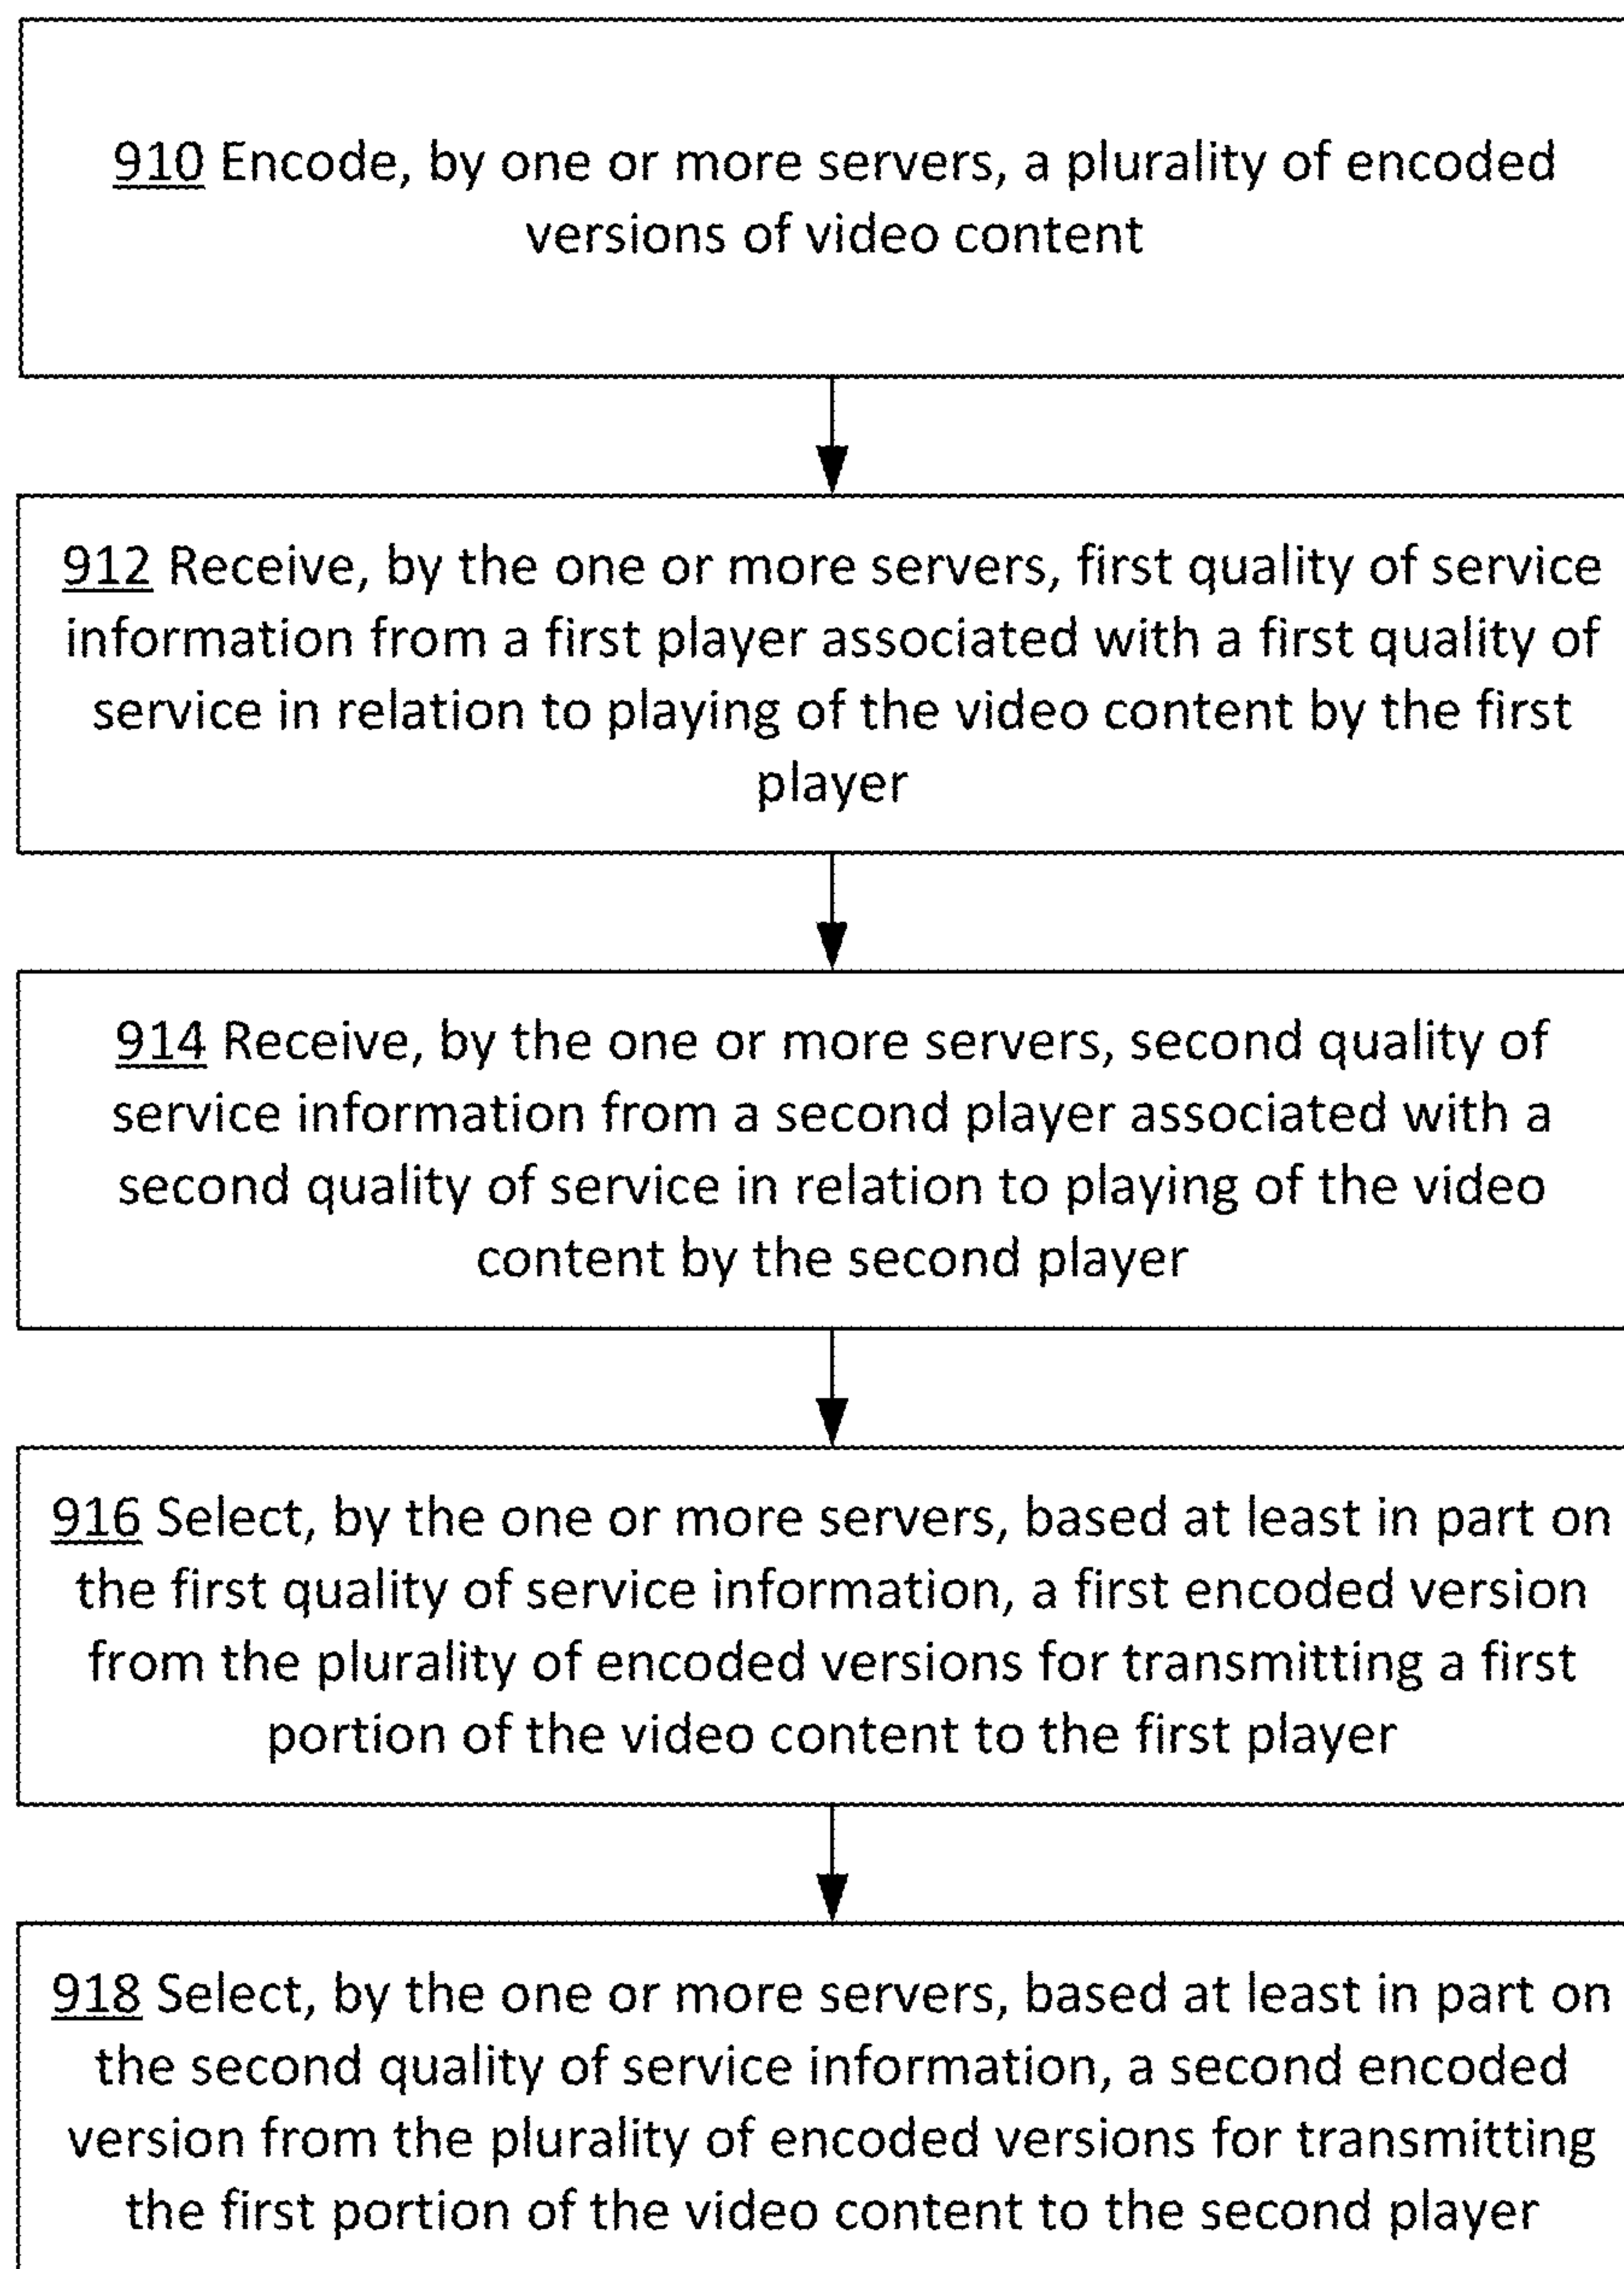 910 Encode, by one or more servers, a plurality of encoded
versions of video content
912 Receive, by the one or more servers, first quality of service
information from a first player associated with a first quality of
service in relation to playing of the video content by the first
player
914 Receive, by the one or more servers, second quality of
service information from a second player associated with a
second quality of service in relation to playing of the video
content by the second player
916 Select, by the one or more servers, based at least in part on
the first quality of service information, a first encoded version
from the plurality of encoded versions for transmitting a first
portion of the video content to the first player
918 Select, by the one or more servers, based at least in part on
the second quality of service information, a second encoded
version from the plurality of encoded versions for transmitting
the first portion of the video content to the second player